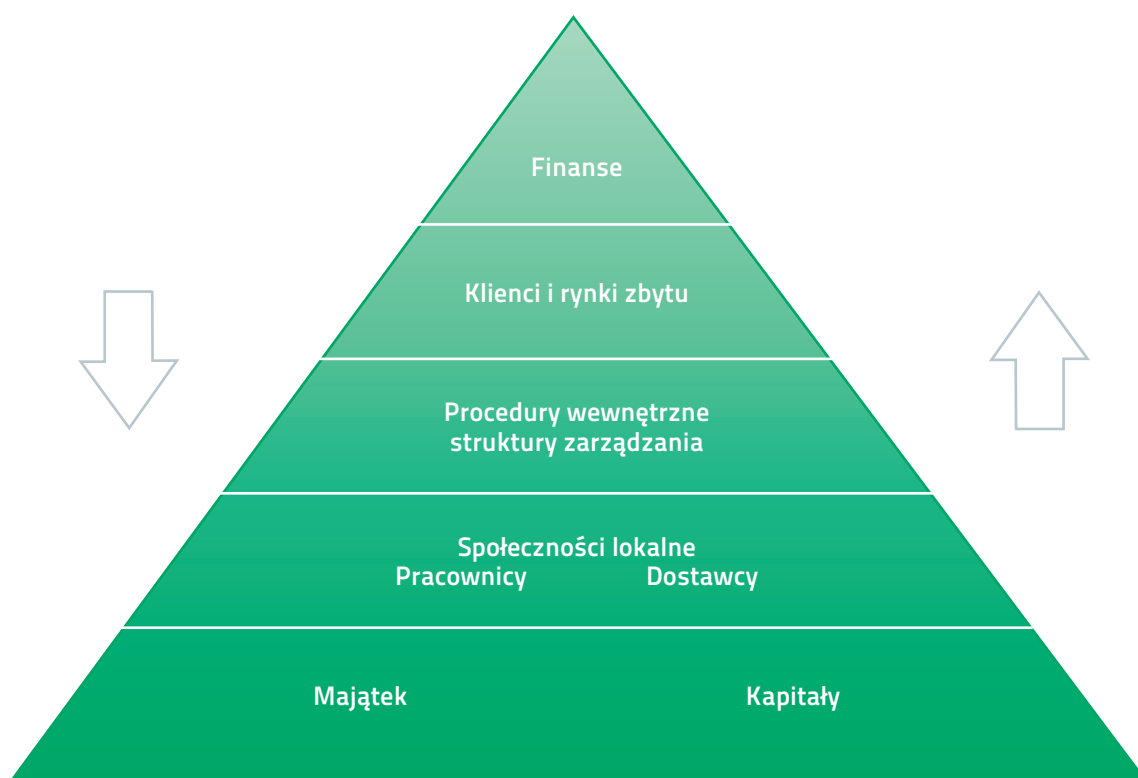 Finanse
Klienci i rynki zbytu
Procedury wewnętrzne
struktury zarządzania
Społeczności lokalne
Pracownicy Dostawcy
Majątek Kapitały